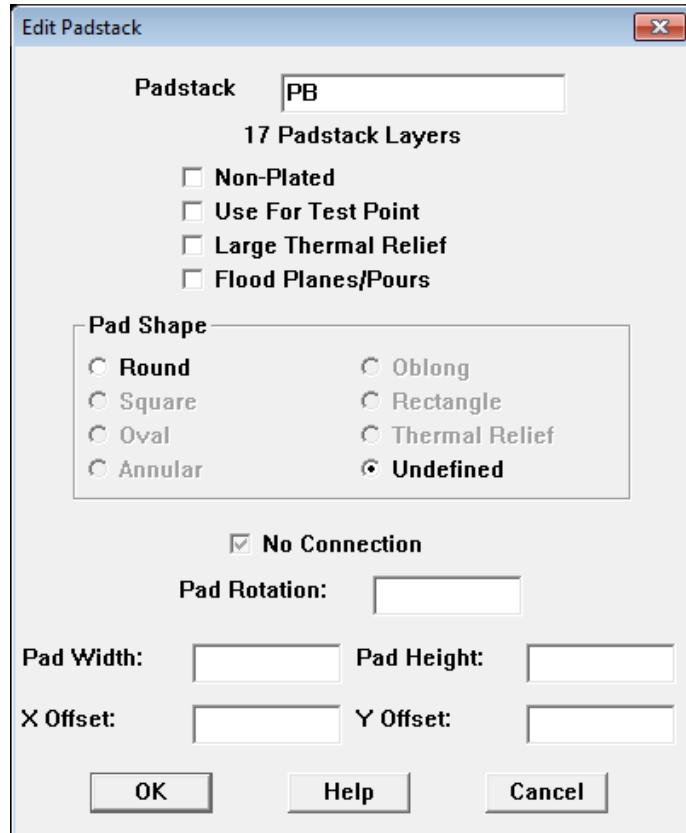 Edit Padstack
Padstack PB
17 Padstack Layers
Non-Plated
Use For Test Point
Large Thermal Relief
Flood Planes/Pours
Pad Shape
Round Oblong
Square Rectangle
Oval Thermal Relief
Annular Undefined
No Connection
Pad Rotation:
Pad Width: Pad Height:
X Offset: Y Offset:
OK Help Cancel